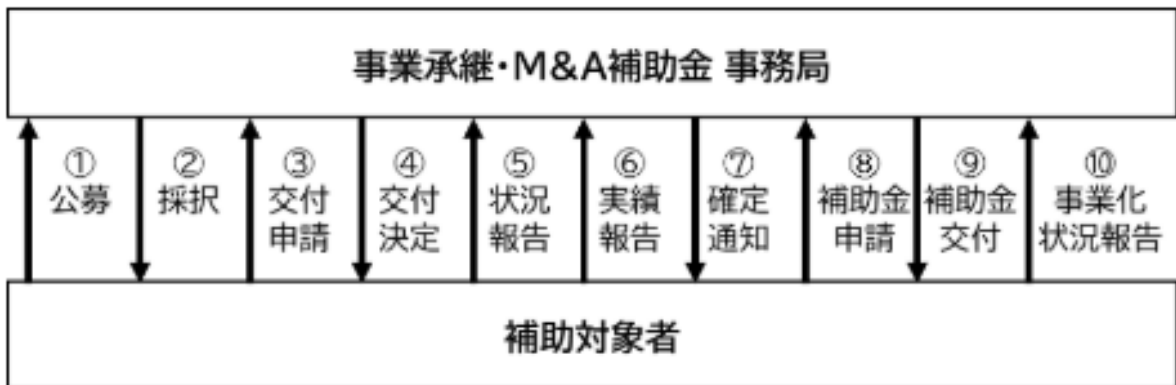 事業承継・M&A補助金 事務局
①
公募
②
採択
③
交付
申請
④
交付
決定
⑤
状況
報告
⑥
実績
報告
⑦
確定
通知
⑧
補助金
申請
⑨
補助金
交付
⑩
事業化
状況報告
補助対象者